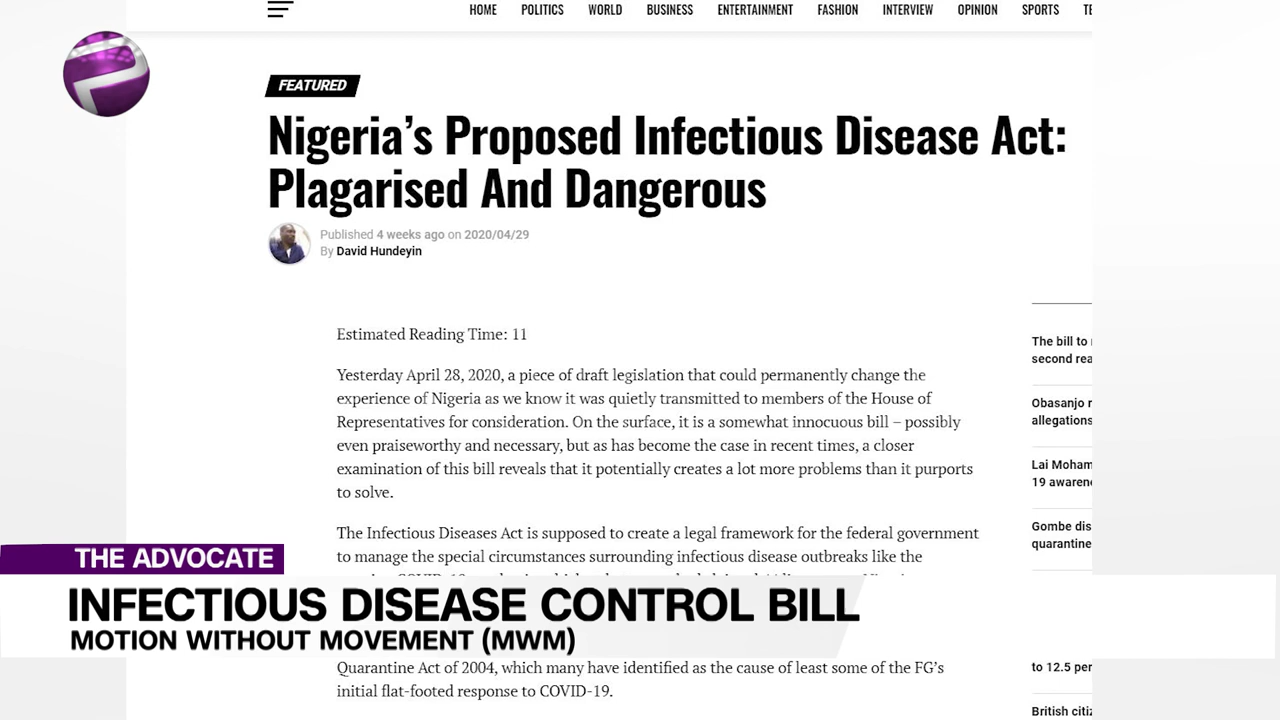 HOME POLITICS WORLD BUSINESS ENTERTAINMENT FASHION INTERVIEW OPINION SPORTS
FEATURED
Nigeria's Proposed Infectious Disease Act:
Plagarised And Dangerous
Published 4 weeks ago on 2020/04/29
By David Hundeyin
Estimated Reading Time: 11
Yesterday April 28, 2020, a piece of draft legislation that could permanently change the
experience of Nigeria as we know it was quietly transmitted to members of the House of
Representatives for consideration. On the surface, it is a somewhat innocuous bill – possibly
even praiseworthy and necessary, but as has become the case in recent times, a closer
examination of this bill reveals that it potentially creates a lot more problems than it purports
to solve.
The Infectious Diseases Act is supposed to create a legal framework for the federal government
to manage the special circumstances surrounding infectious disease outbreaks like the
Quarantine Act of 2004, which many have identified as the cause of least some of the FG's
initial flat-footed response to COVID-19.
The bill to
second rea
Obasanjo
allegations
Lai Moham
19 awaren
Gombe dis
quarantine
to 12.5 per
British citiz
THE ADVOCATE
INFECTIOUS DISEASE CONTROL BILL
MOTION WITHOUT MOVEMENT (MWM)